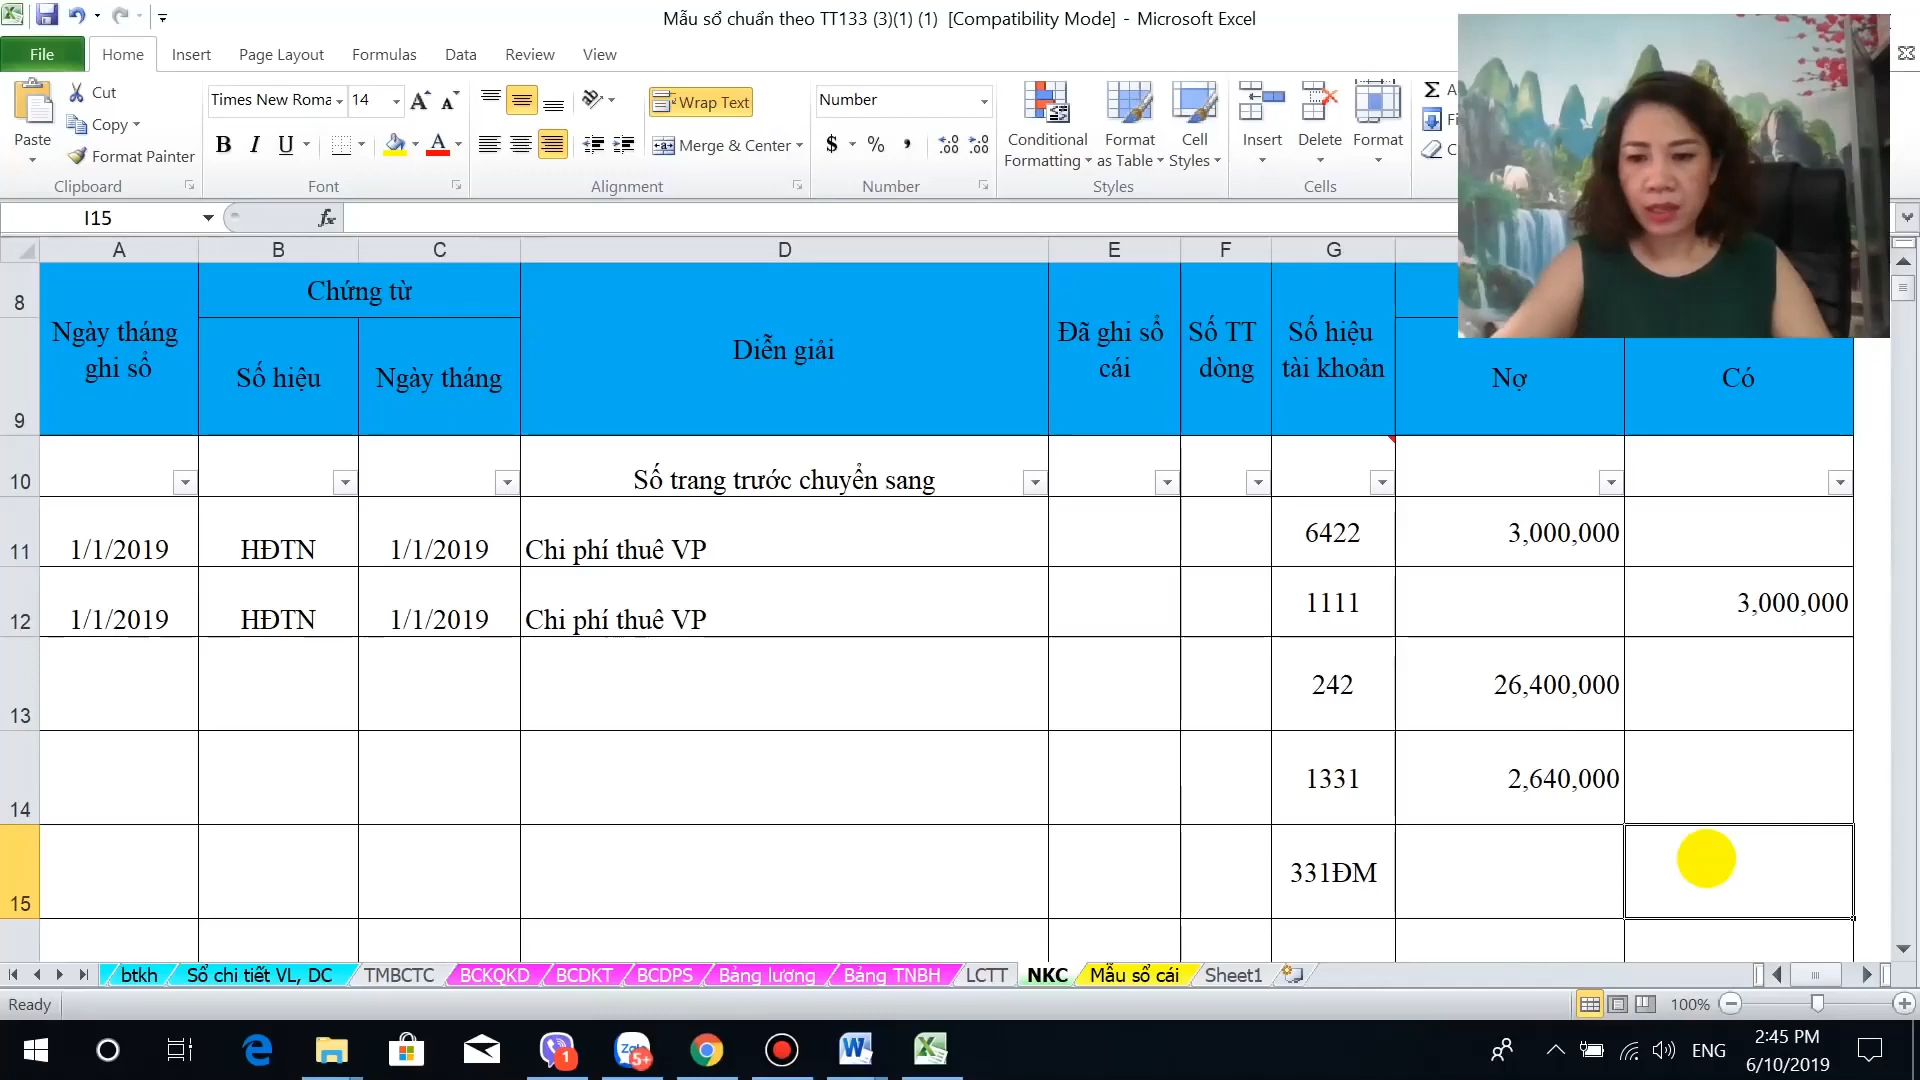 Mẫu sổ chuẩn theo TT133 (3)(1) (1) [Compatibility Mode] - Microsoft Excel
File Home Insert Page Layout Formulas Data Review View
Paste
Cut
Copy
Format Painter
Clipboard
Times New Roma 14
B I U
Font
Wrap Text
Merge & Center
Alignment
Number
$ % ,
Number
Conditional Formatting
Format as Table
Cell Styles
Styles
Insert Delete Format
Cells
I15
fx
A B C D E F G
8
9
Ngày tháng
ghi sổ
Chứng từ
Số hiệu
Ngày tháng
Diễn giải
Đã ghi sổ
cái
Số TT
dòng
Số hiệu
tài khoản
Nợ
Có
10 Số trang trước chuyển sang
11 1/1/2019 HĐTN 1/1/2019 Chi phí thuê VP 6422 3,000,000
12 1/1/2019 HĐTN 1/1/2019 Chi phí thuê VP 1111 3,000,000
13 242 26,400,000
14 1331 2,640,000
15 331ĐM
btkh Sổ chi tiết VL, DC TMBCTC BCKQKD BCDKT BCDPS Bảng lương Bảng TNBH LCTT NKC Mẫu sổ cái Sheet1
Ready
100%
1
Zalo
5+
ENG
2:45 PM
6/10/2019